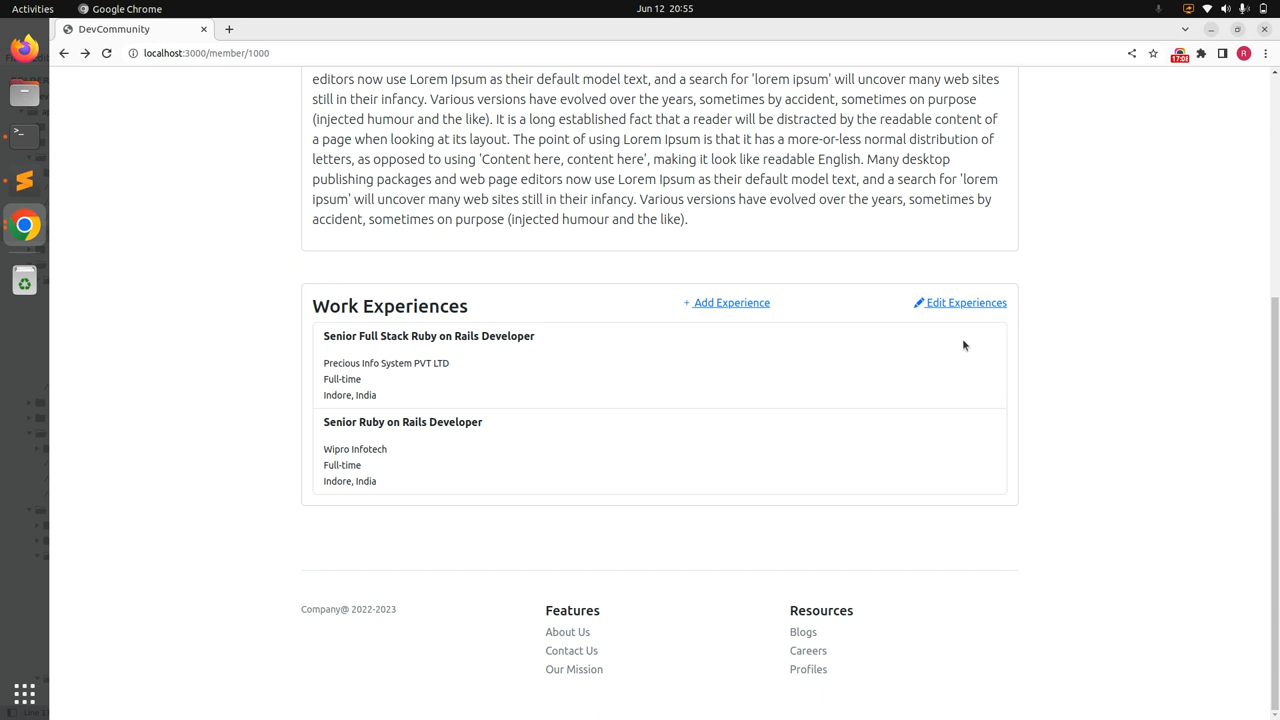 Activities
Google Chrome
Jun 12 20:55
DevCommunity
localhost:3000/member/1000
17:08
R
editors now use Lorem Ipsum as their default model text, and a search for 'lorem ipsum' will uncover many web sites
still in their infancy. Various versions have evolved over the years, sometimes by accident, sometimes on purpose
(injected humour and the like). It is a long established fact that a reader will be distracted by the readable content of
a page when looking at its layout. The point of using Lorem Ipsum is that it has a more-or-less normal distribution of
letters, as opposed to using 'Content here, content here', making it look like readable English. Many desktop
publishing packages and web page editors now use Lorem Ipsum as their default model text, and a search for 'lorem
ipsum' will uncover many web sites still in their infancy. Various versions have evolved over the years, sometimes by
accident, sometimes on purpose (injected humour and the like).
Work Experiences
+ Add Experience
Edit Experiences
Senior Full Stack Ruby on Rails Developer
Precious Info System PVT LTD
Full-time
Indore, India
Senior Ruby on Rails Developer
Wipro Infotech
Full-time
Indore, India
Company@ 2022-2023
Features
About Us
Contact Us
Our Mission
Resources
Blogs
Careers
Profiles